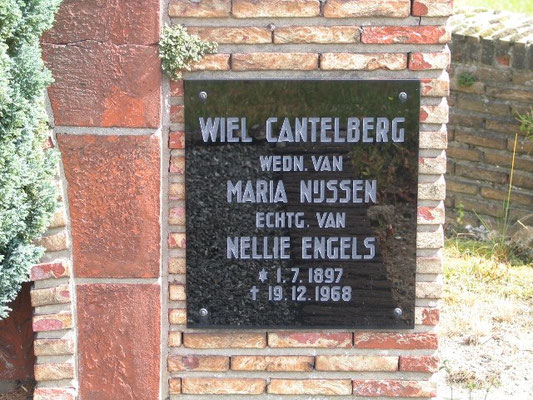 WIEL CANTELBERG
WEDN. VAN
MARIA NIJSSEN
ECHTG. VAN
NELLIE ENGELS
* 1.7.1897
† 19.12.1968